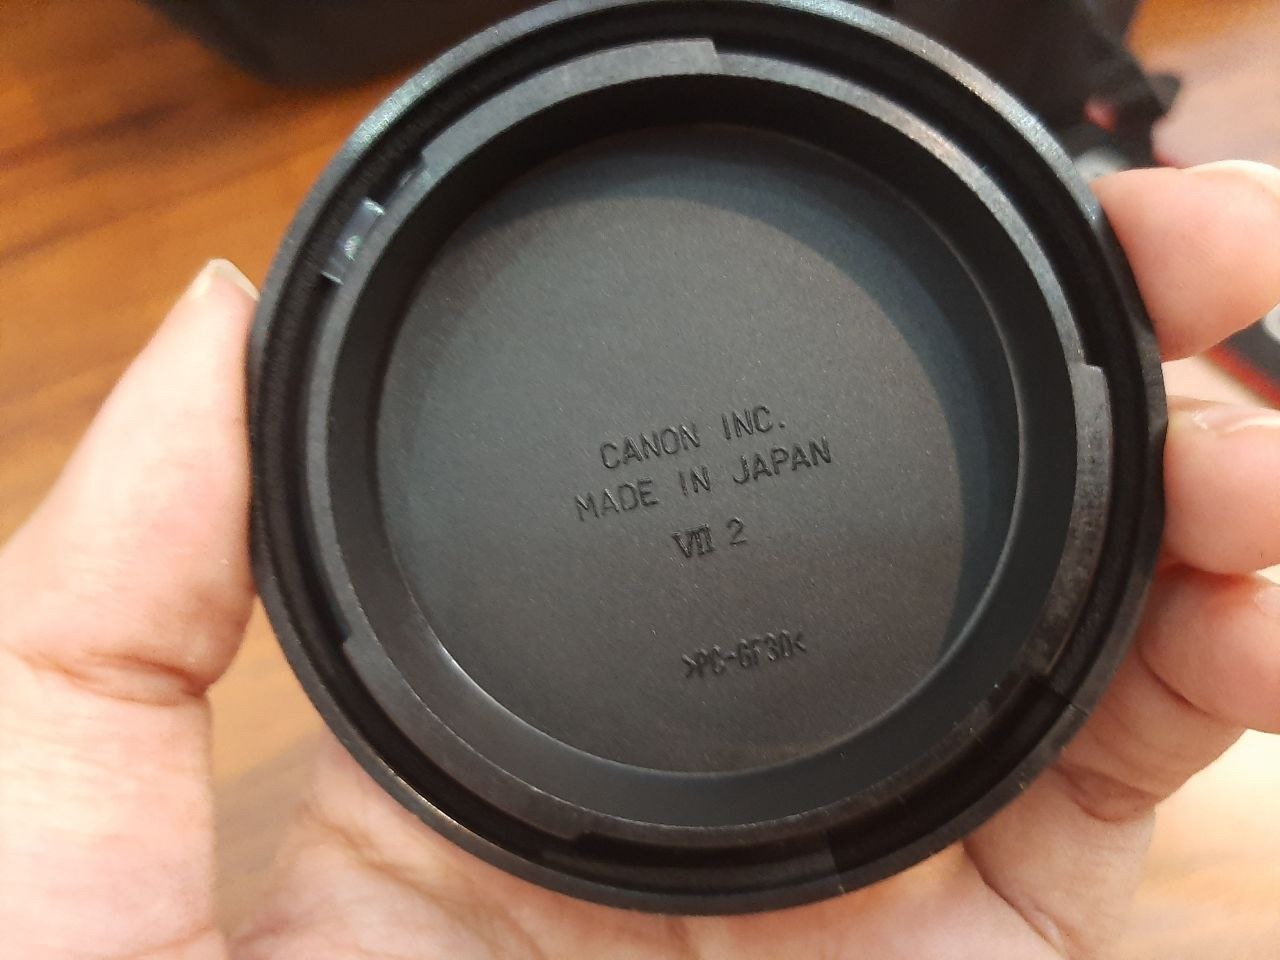 CANON INC.
MADE IN JAPAN
VII 2
>PC-GF30<